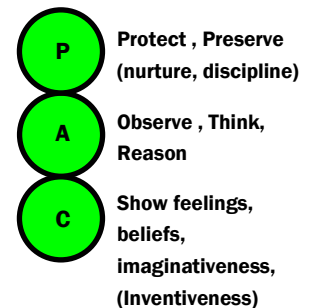 P
Protect , Preserve
(nurture, discipline)
A
Observe , Think,
Reason
C
Show feelings,
beliefs,
imaginativeness,
(Inventiveness)